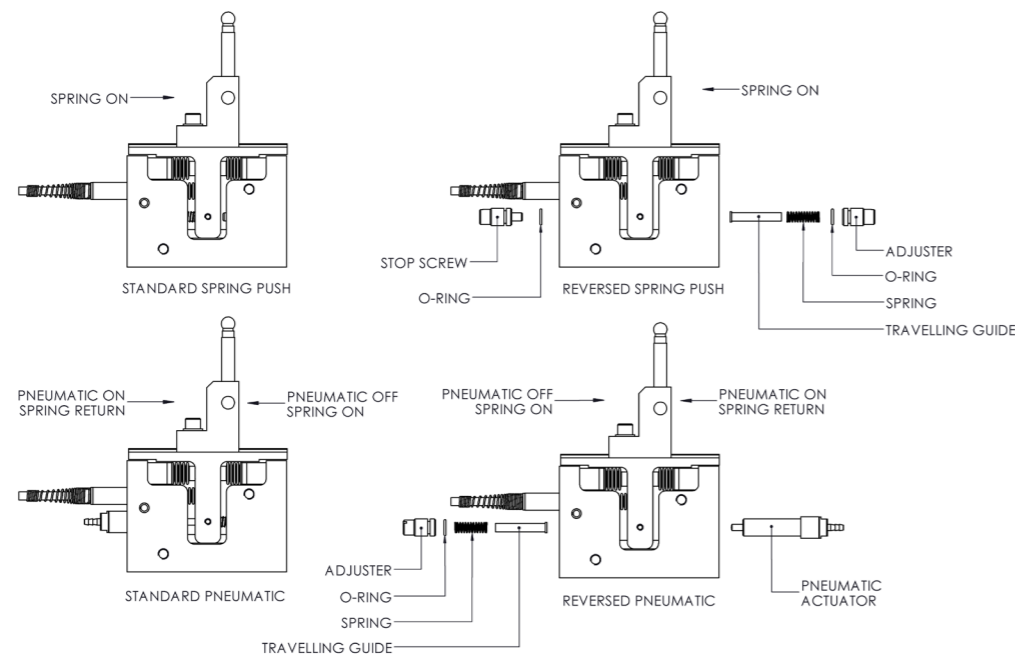 SPRING ON
STANDARD SPRING PUSH
SPRING ON
STOP SCREW
O-RING
REVERSED SPRING PUSH
ADJUSTER
O-RING
SPRING
TRAVELLING GUIDE
PNEUMATIC ON
SPRING RETURN
PNEUMATIC OFF
SPRING ON
STANDARD PNEUMATIC
PNEUMATIC OFF
SPRING ON
PNEUMATIC ON
SPRING RETURN
ADJUSTER
O-RING
SPRING
TRAVELLING GUIDE
REVERSED PNEUMATIC
PNEUMATIC
ACTUATOR